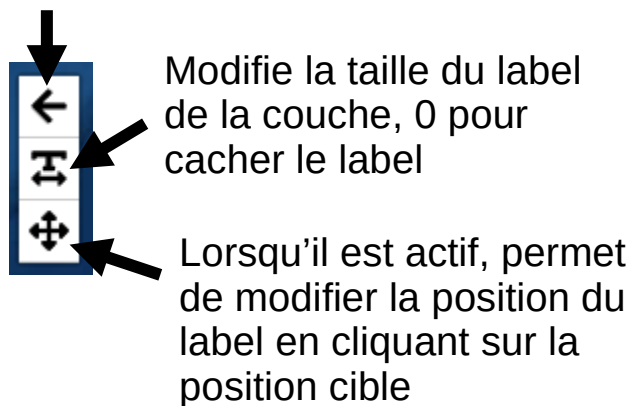 Modifie la taille du label
de la couche, 0 pour
cacher le label
Lorsqu’il est actif, permet
de modifier la position du
label en cliquant sur la
position cible